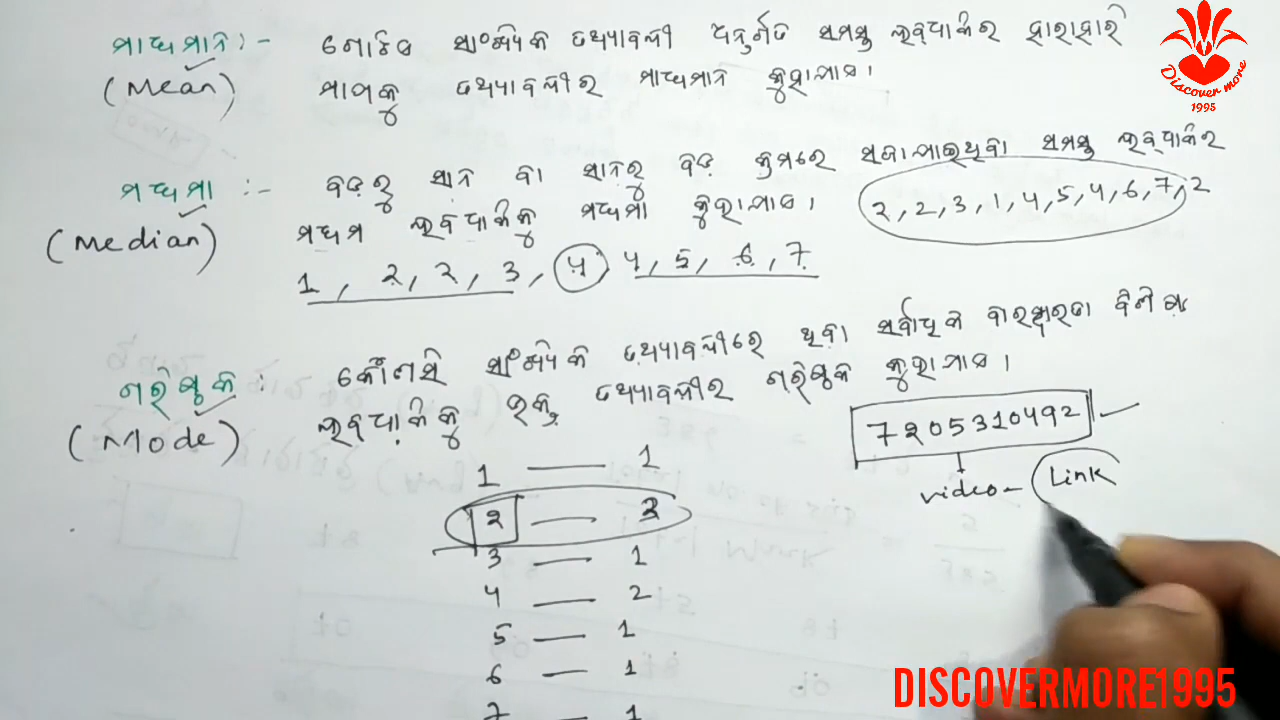 ମାଧ୍ୟମାନ :- ଗୋଟିଏ ସାଂଖ୍ୟିକ ତଥ୍ୟାବଳୀ ଅନ୍ତର୍ଗତ ସମସ୍ତ ଲବ୍ଧାଙ୍କର ହାରାହାରି
(Mean) ମାପକୁ ତଥ୍ୟାବଳୀର ମାଧ୍ୟମାନ କୁହାଯାଏ।
ମଧ୍ୟମା :- ବଡ଼ରୁ ସାନ ବା ସାନରୁ ବଡ଼ କ୍ରମରେ ସଜାଯାଇଥିବା ସମସ୍ତ ଲବ୍ଧାଙ୍କର
(Median) ମଧ୍ୟମ ଲବ୍ଧାଙ୍କକୁ ମଧ୍ୟମା କୁହାଯାଏ।
2, 2, 3, 1, 4, 5, 4, 6, 7, 2
1, 2, 2, 3, 4, 4, 5, 6, 7
ଗରିଷ୍ଠକ : କୌଣସି ସାଂଖ୍ୟିକ ତଥ୍ୟାବଳୀରେ ଥିବା ସର୍ବାଧିକ ବାରମ୍ବାରତା ବିଶିଷ୍ଟ
(Mode) ଲବ୍ଧାଙ୍କକୁ ଉକ୍ତ ତଥ୍ୟାବଳୀର ଗରିଷ୍ଠକ କୁହାଯାଏ।
7205310492
video - Link
1 — 1
2 — 3
3 — 1
4 — 2
5 — 1
6 — 1
7 — 1
Discover more
1995
DISCOVERMORE1995